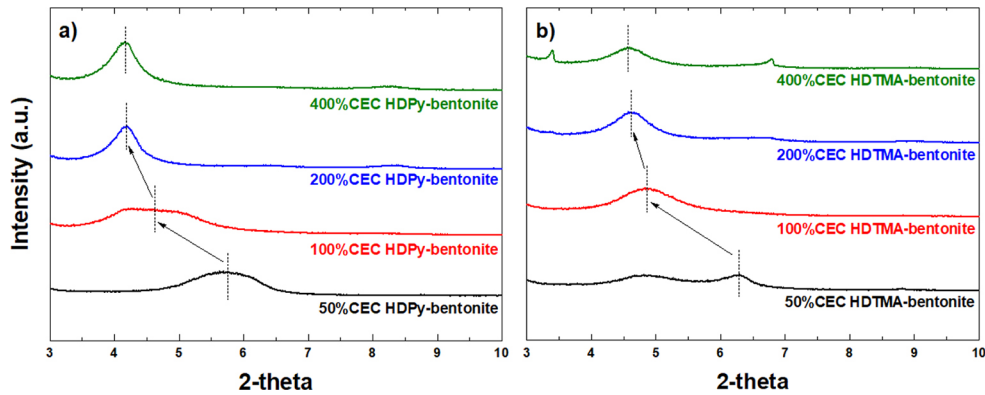 a)
400%CEC HDPy-bentonite
200%CEC HDPy-bentonite
100%CEC HDPy-bentonite
50%CEC HDPy-bentonite
Intensity (a.u.)
3 4 5 6 7 8 9 10
2-theta
b)
400%CEC HDTMA-bentonite
200%CEC HDTMA-bentonite
100%CEC HDTMA-bentonite
50%CEC HDTMA-bentonite
3 4 5 6 7 8 9 10
2-theta